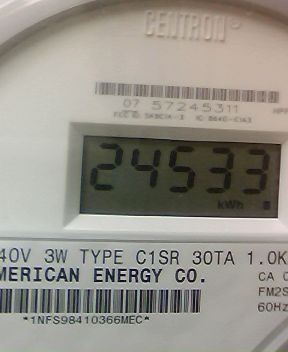 CENTRON®
07 57245311
24533
kWh
40V 3W TYPE C1SR 30TA 1.0K
MERICAN ENERGY CO.
CA 0
FM2S
60Hz
*1NFS98410366MEC*